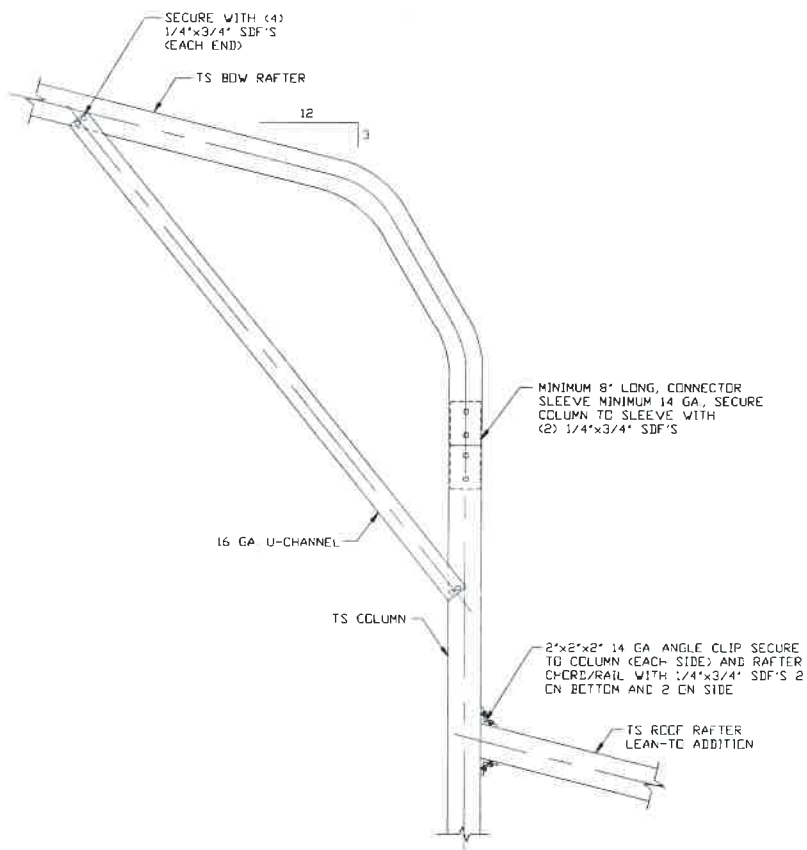 SECURE WITH (4)
1/4"x3/4" SDF'S
(EACH END)
TS BOW RAFTER
12
3
MINIMUM 8" LONG, CONNECTOR
SLEEVE MINIMUM 14 GA., SECURE
COLUMN TO SLEEVE WITH
(2) 1/4"x3/4" SDF'S
16 GA U-CHANNEL
TS COLUMN
2"x2"x2" 14 GA ANGLE CLIP SECURE
TO COLUMN (EACH SIDE) AND RAFTER
CHORD/RAIL WITH 1/4"x3/4" SDF'S 2
ON BOTTOM AND 2 ON SIDE
TS ROOF RAFTER
LEAN-TO ADDITION